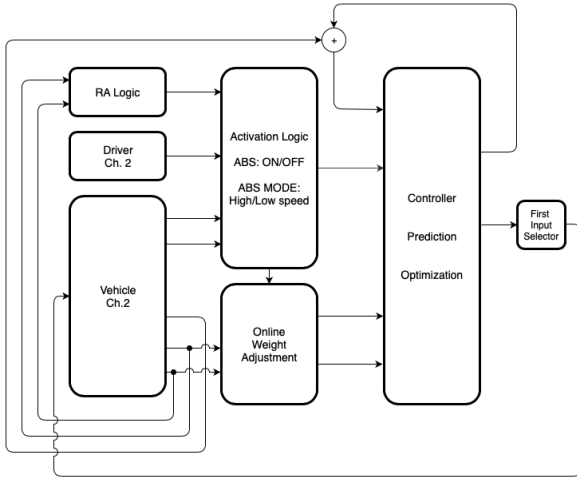 +
RA Logic
Driver
Ch. 2
Activation Logic
ABS: ON/OFF
ABS MODE:
High/Low speed
Controller
Prediction
Optimization
First
Input
Selector
Vehicle
Ch.2
Online
Weight
Adjustment